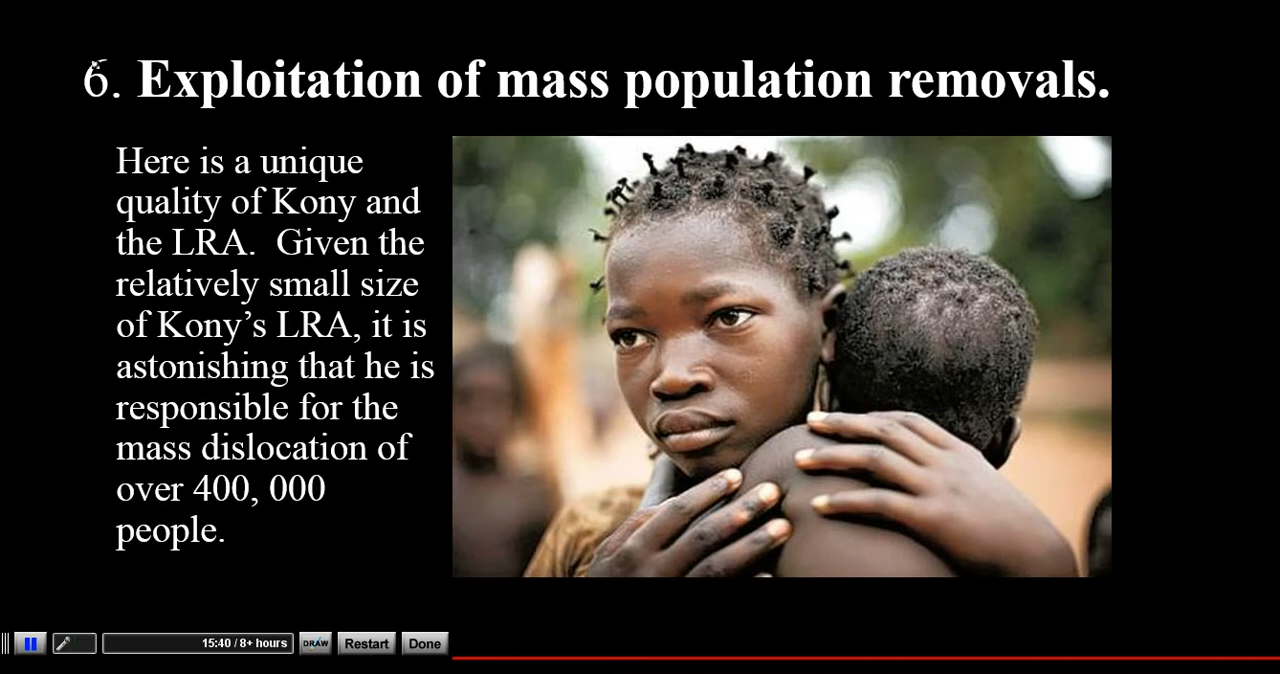 6. Exploitation of mass population removals.
Here is a unique
quality of Kony and
the LRA.  Given the
relatively small size
of Kony’s LRA, it is
astonishing that he is
responsible for the
mass dislocation of
over 400, 000
people.
15:40 / 8+ hours
DRAW
Restart
Done